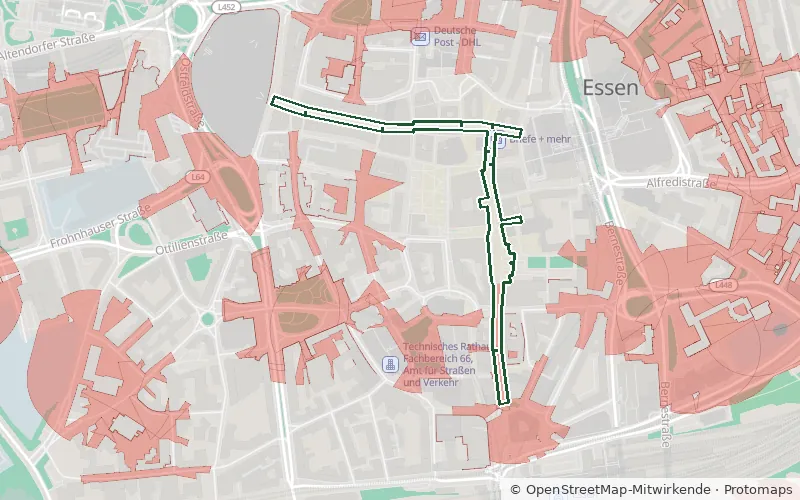 L452
Deutsche
Post - DHL
Altendorfer Straße
Ostfeldstraße
Essen
Briefe + mehr
L64
Alfredistraße
Frohnhauser Straße
Ottilienstraße
Bernestraße
L448
Technisches Rathau
Fachbereich 66,
Amt für Straßen
und Verkehr
Bernestraße
© OpenStreetMap-Mitwirkende · Protomaps